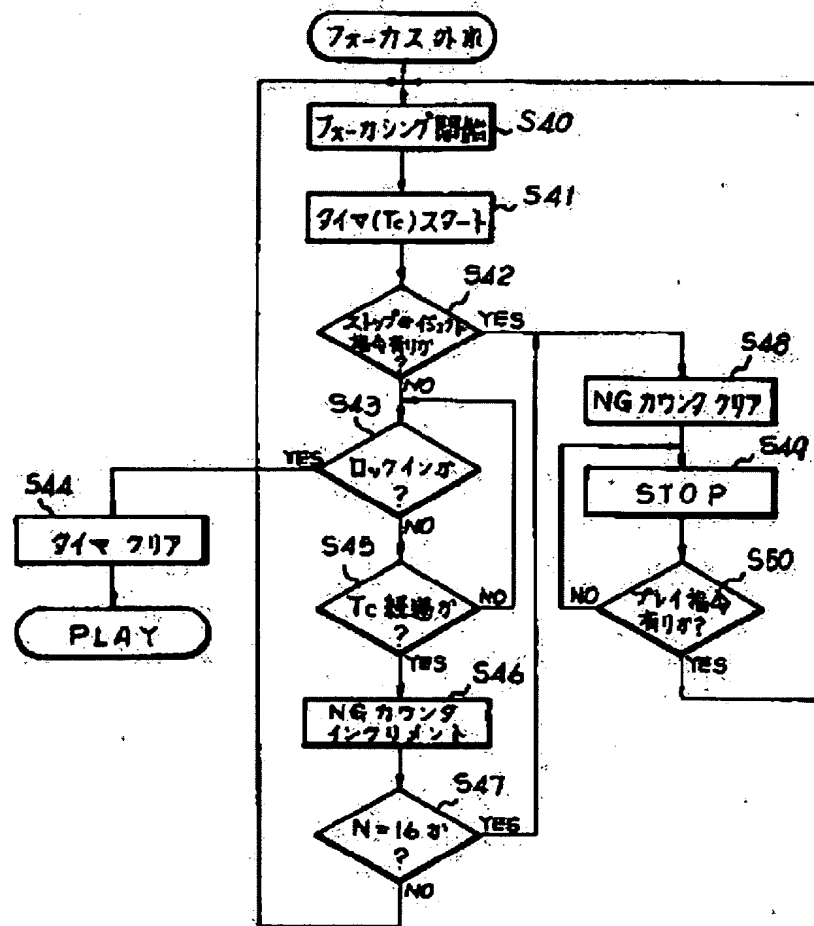 フォーカス外れ
フォーカシング開始
S40
タイマ(Tc)スタート
S41
S42
ストップorイジェクト
指令有りか
?
YES
NO
S43
ロックインか
?
YES
NO
S44
タイマ クリア
PLAY
S45
Tc 経過か
?
NO
YES
S46
NGカウンタ
インクリメント
S47
N=16か
?
YES
NO
S48
NGカウンタ クリア
S49
STOP
S50
プレイ指令
有りか?
NO
YES